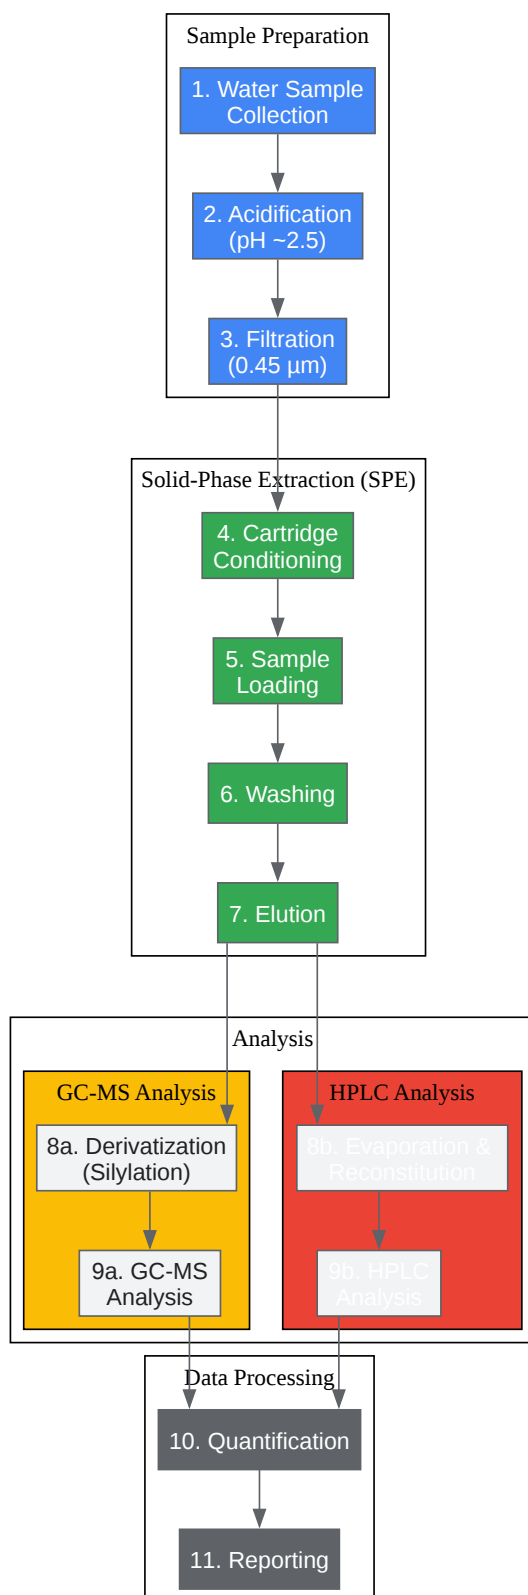 Sample Preparation
1. Water Sample
Collection
2. Acidification
(pH ~2.5)
3. Filtration
(0.45 µm)
Solid-Phase Extraction (SPE)
4. Cartridge
Conditioning
5. Sample
Loading
6. Washing
7. Elution
Analysis
GC-MS Analysis
8a. Derivatization
(Silylation)
9a. GC-MS
Analysis
HPLC Analysis
8b. Evaporation &
Reconstitution
9b. HPLC
Analysis
Data Processing
10. Quantification
11. Reporting